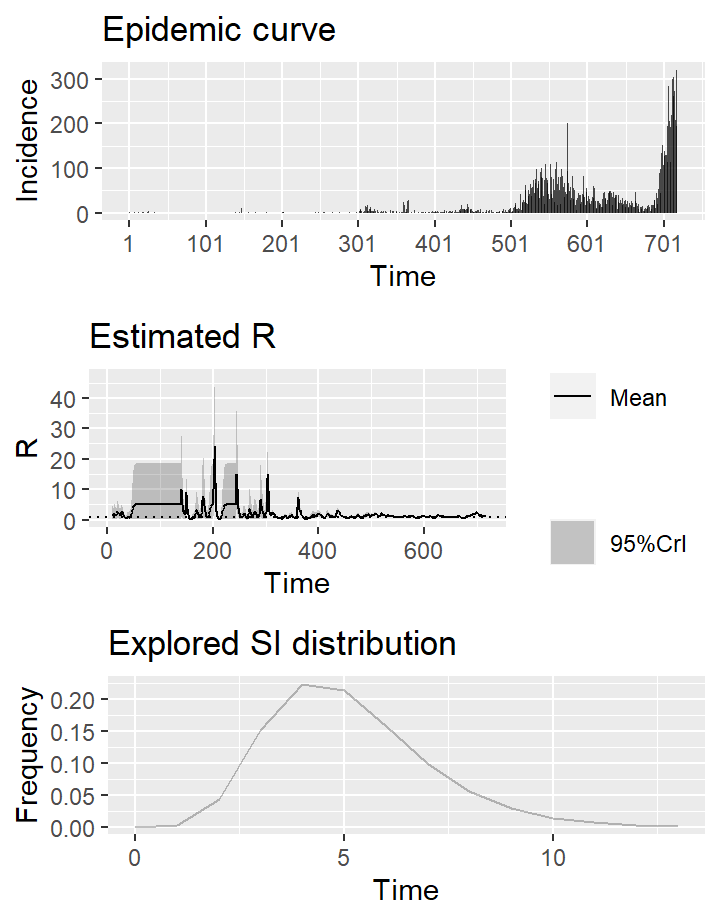 Epidemic curve
Incidence
300
200
100
0
1 101 201 301 401 501 601 701
Time
Estimated R
R
40
30
20
10
0
0 200 400 600
Time
Mean
95%CrI
Explored SI distribution
Frequency
0.20
0.15
0.10
0.05
0.00
0 5 10
Time